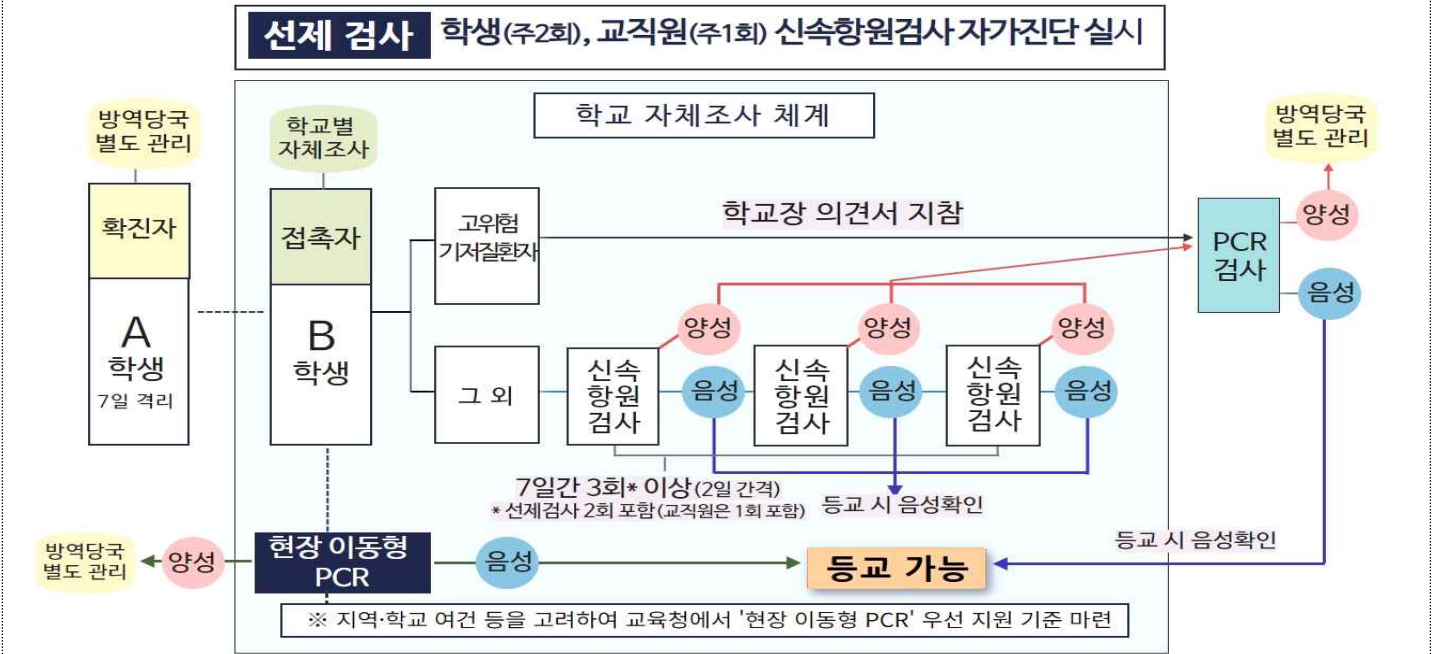 선제 검사 학생(주2회), 교직원(주1회) 신속항원검사 자가진단 실시
학교 자체조사 체계
방역당국
별도 관리
확진자
A
학생
7일 격리
학교별
자체조사
접촉자
B
학생
고위험
기저질환자
그 외
학교장 의견서 지참
신속
항원
검사
양성
음성
신속
항원
검사
양성
음성
신속
항원
검사
양성
음성
PCR
검사
양성
음성
방역당국
별도 관리
7일간 3회* 이상(2일 간격)
* 선제검사 2회 포함(교직원은 1회 포함)
등교 시 음성확인
등교 시 음성확인
방역당국
별도 관리
양성
현장 이동형
PCR
음성
등교 가능
※ 지역·학교 여건 등을 고려하여 교육청에서 '현장 이동형 PCR' 우선 지원 기준 마련